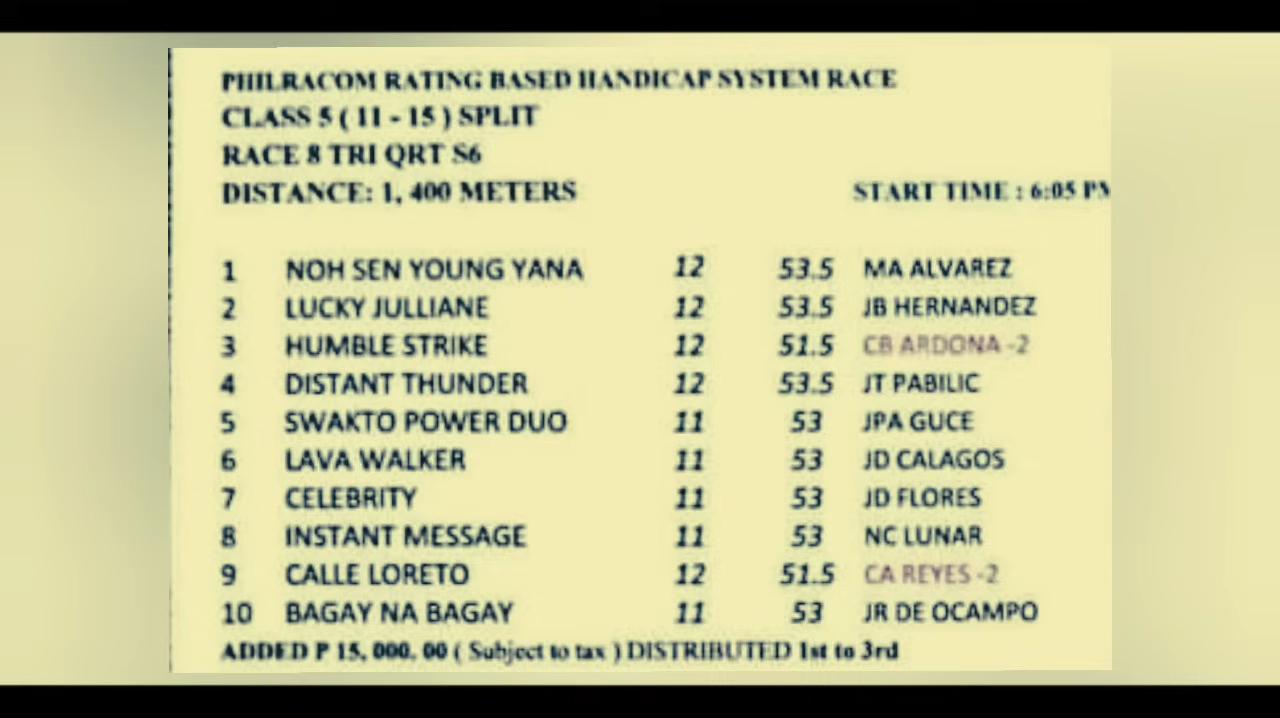 PHILRACOM RATING BASED HANDICAP SYSTEM RACE
CLASS 5 ( 11 - 15 ) SPLIT
RACE 8 TRI QRT S6
DISTANCE: 1, 400 METERS START TIME : 6:05 PM
1 NOH SEN YOUNG YANA 12 53.5 MA ALVAREZ
2 LUCKY JULLIANE 12 53.5 JB HERNANDEZ
3 HUMBLE STRIKE 12 51.5 CB ARDONA -2
4 DISTANT THUNDER 12 53.5 JT PABILIC
5 SWAKTO POWER DUO 11 53 JPA GUCE
6 LAVA WALKER 11 53 JD CALAGOS
7 CELEBRITY 11 53 JD FLORES
8 INSTANT MESSAGE 11 53 NC LUNAR
9 CALLE LORETO 12 51.5 CA REYES -2
10 BAGAY NA BAGAY 11 53 JR DE OCAMPO
ADDED P 15, 000. 00 ( Subject to tax ) DISTRIBUTED 1st to 3rd